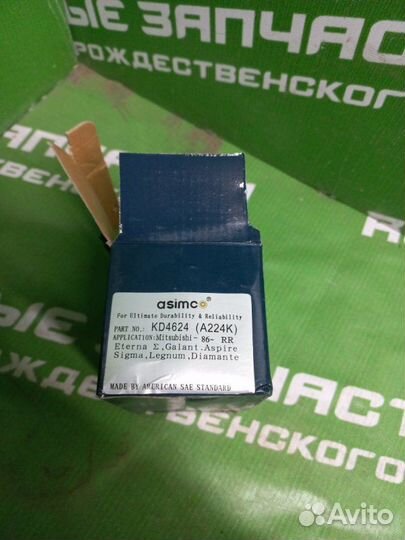 ЫЕ ЗАПЧАС
РОЖДЕСТВЕНСКОГО
asimco
For Ultimate Durability & Reliability
PART NO.: KD4624 (A224K)
APPLICATION:Mitsubishi- 86- RR
Eterna Σ,Galant.Aspire
Sigma,Legnum,Diamante
MADE BY AMERICAN SAE STANDARD
ВЕНСКОГО
Avito